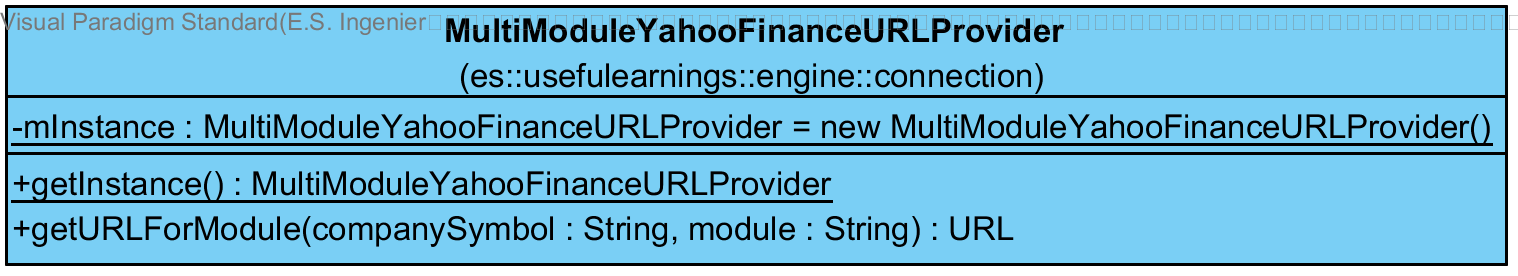 Visual Paradigm Standard(E.S. Ingenier
MultiModuleYahooFinanceURLProvider
(es::usefulearnings::engine::connection)
-mInstance : MultiModuleYahooFinanceURLProvider = new MultiModuleYahooFinanceURLProvider()
+getInstance() : MultiModuleYahooFinanceURLProvider
+getURLForModule(companySymbol : String, module : String) : URL